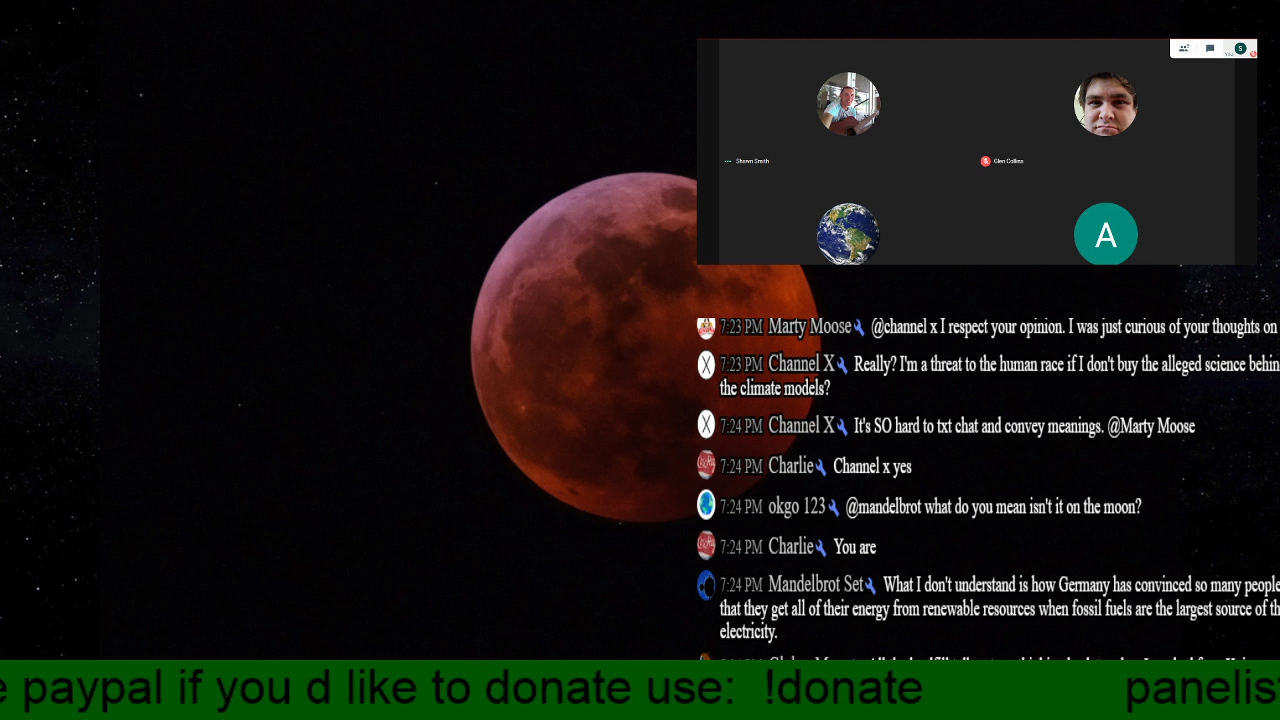 S
You
Shawn Smith
Glen Collins
A
7:23 PM Marty Moose @channel x I respect your opinion. I was just curious of your thoughts on
X 7:23 PM Channel X Really? I'm a threat to the human race if I don't buy the alleged science behin
the climate models?
X 7:24 PM Channel X It's SO hard to txt chat and convey meanings. @Marty Moose
7:24 PM Charlie Channel x yes
7:24 PM okgo 123 @mandelbrot what do you mean isn't it on the moon?
7:24 PM Charlie You are
7:24 PM Mandelbrot Set What I don't understand is how Germany has convinced so many people
that they get all of their energy from renewable resources when fossil fuels are the largest source of th
electricity.
e paypal if you d like to donate use: !donate panelis